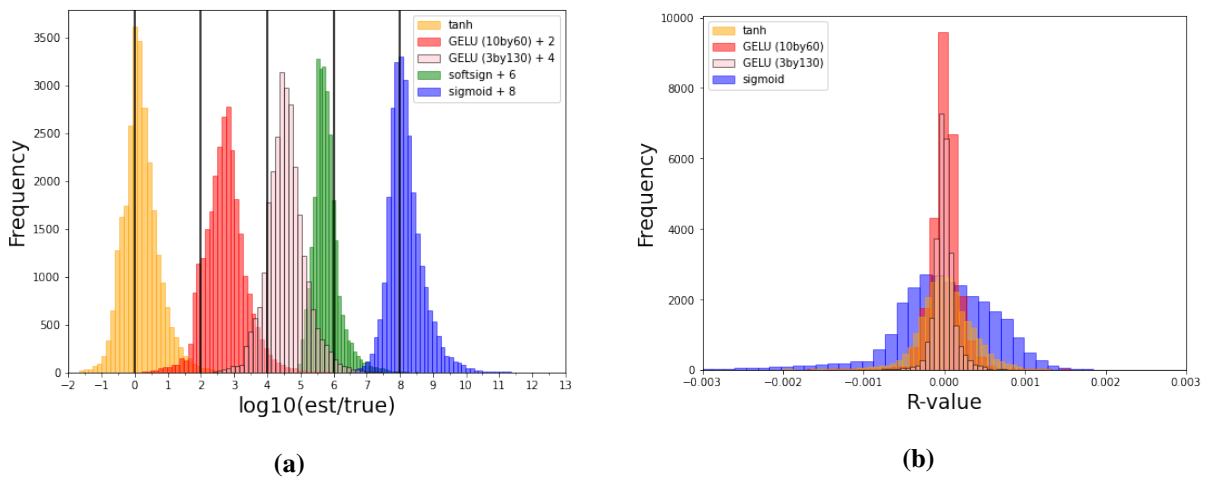 tanh
GELU (10by60) + 2
GELU (3by130) + 4
softsign + 6
sigmoid + 8
3500
3000
2500
2000
1500
1000
500
0
Frequency
−2 −1 0 1 2 3 4 5 6 7 8 9 10 11 12 13
log10(est/true)
(a)
tanh
GELU (10by60)
GELU (3by130)
sigmoid
10000
8000
6000
4000
2000
0
Frequency
−0.003 −0.002 −0.001 0.000 0.001 0.002 0.003
R-value
(b)